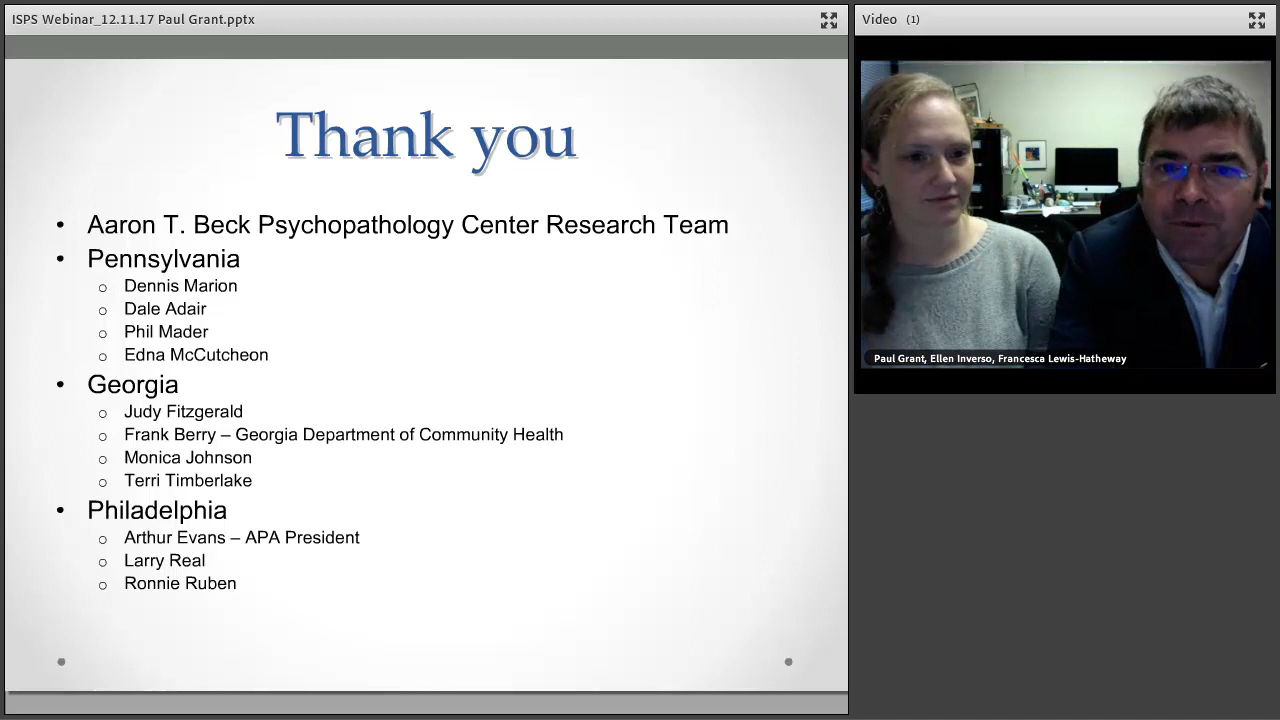 ISPS Webinar_12.11.17 Paul Grant.pptx
Video (1)
Thank you
• Aaron T. Beck Psychopathology Center Research Team
• Pennsylvania
o Dennis Marion
o Dale Adair
o Phil Mader
o Edna McCutcheon
• Georgia
o Judy Fitzgerald
o Frank Berry – Georgia Department of Community Health
o Monica Johnson
o Terri Timberlake
• Philadelphia
o Arthur Evans – APA President
o Larry Real
o Ronnie Ruben
Paul Grant, Ellen Inverso, Francesca Lewis-Hatheway